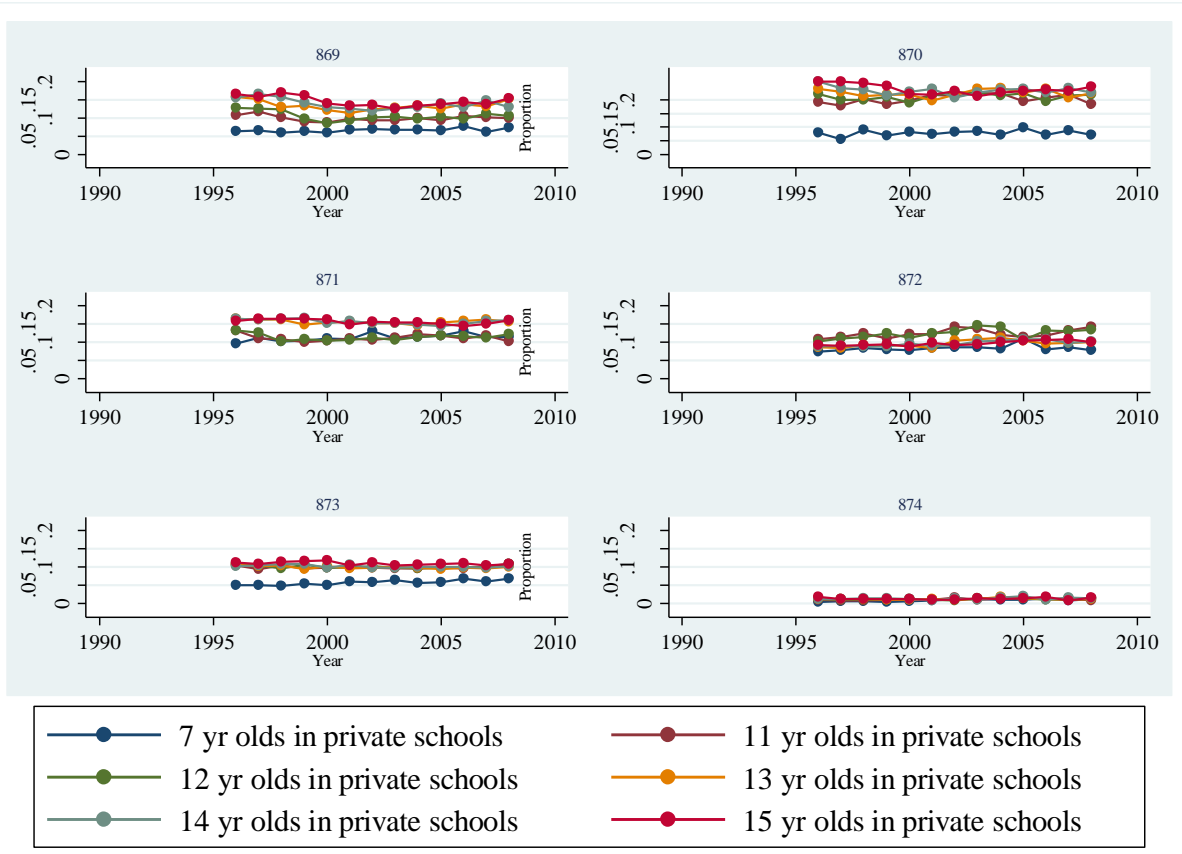 869
0 .05 .1 .15 .2
Proportion
1990 1995 2000 2005 2010
Year
870
0 .05 .1 .15 .2
1990 1995 2000 2005 2010
Year
871
0 .05 .1 .15 .2
Proportion
1990 1995 2000 2005 2010
Year
872
0 .05 .1 .15 .2
1990 1995 2000 2005 2010
Year
873
0 .05 .1 .15 .2
Proportion
1990 1995 2000 2005 2010
Year
874
0 .05 .1 .15 .2
1990 1995 2000 2005 2010
Year
7 yr olds in private schools
11 yr olds in private schools
12 yr olds in private schools
13 yr olds in private schools
14 yr olds in private schools
15 yr olds in private schools